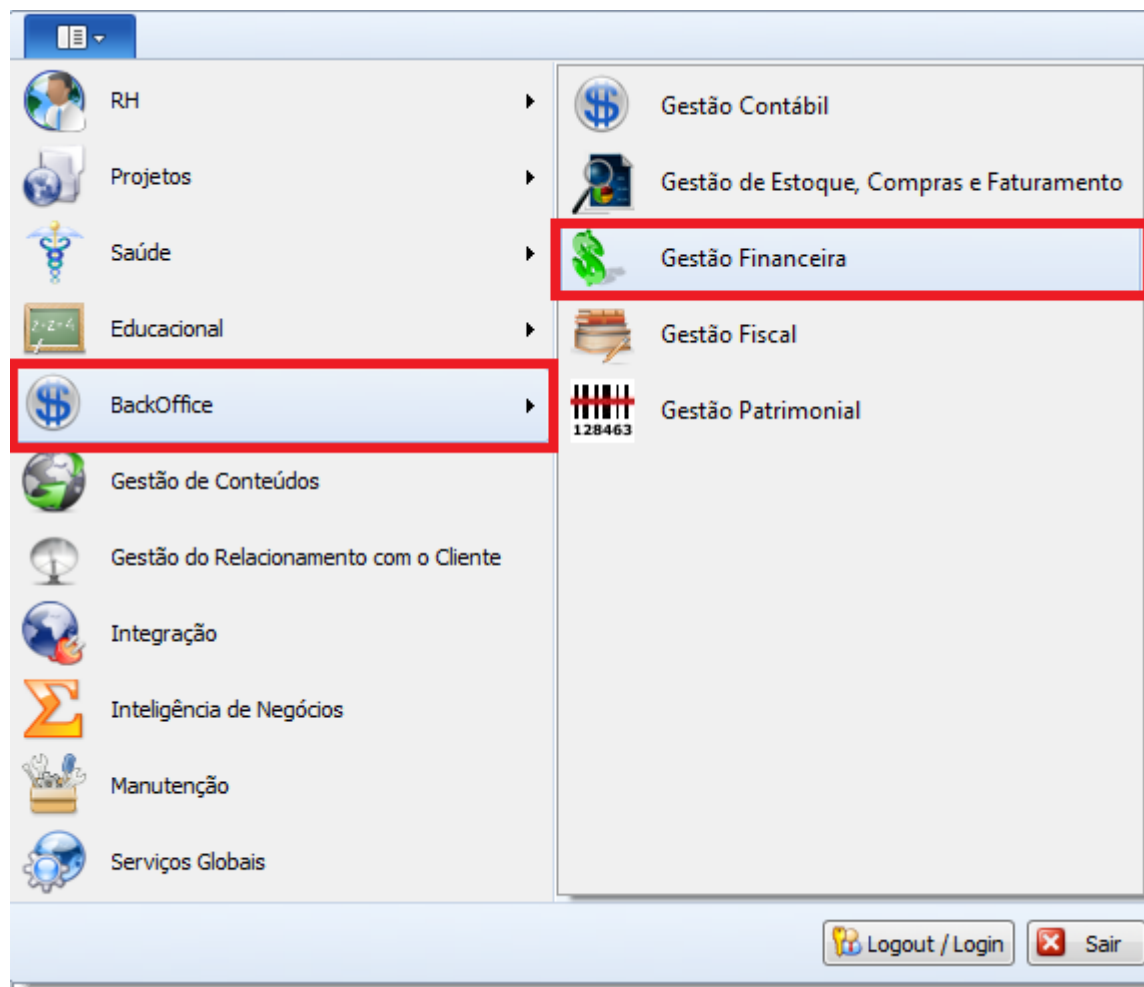 RH
Projetos
Saúde
Educacional
BackOffice
Gestão de Conteúdos
Gestão do Relacionamento com o Cliente
Integração
Inteligência de Negócios
Manutenção
Serviços Globais
Gestão Contábil
Gestão de Estoque, Compras e Faturamento
Gestão Financeira
Gestão Fiscal
128463
Gestão Patrimonial
Logout / Login
Sair